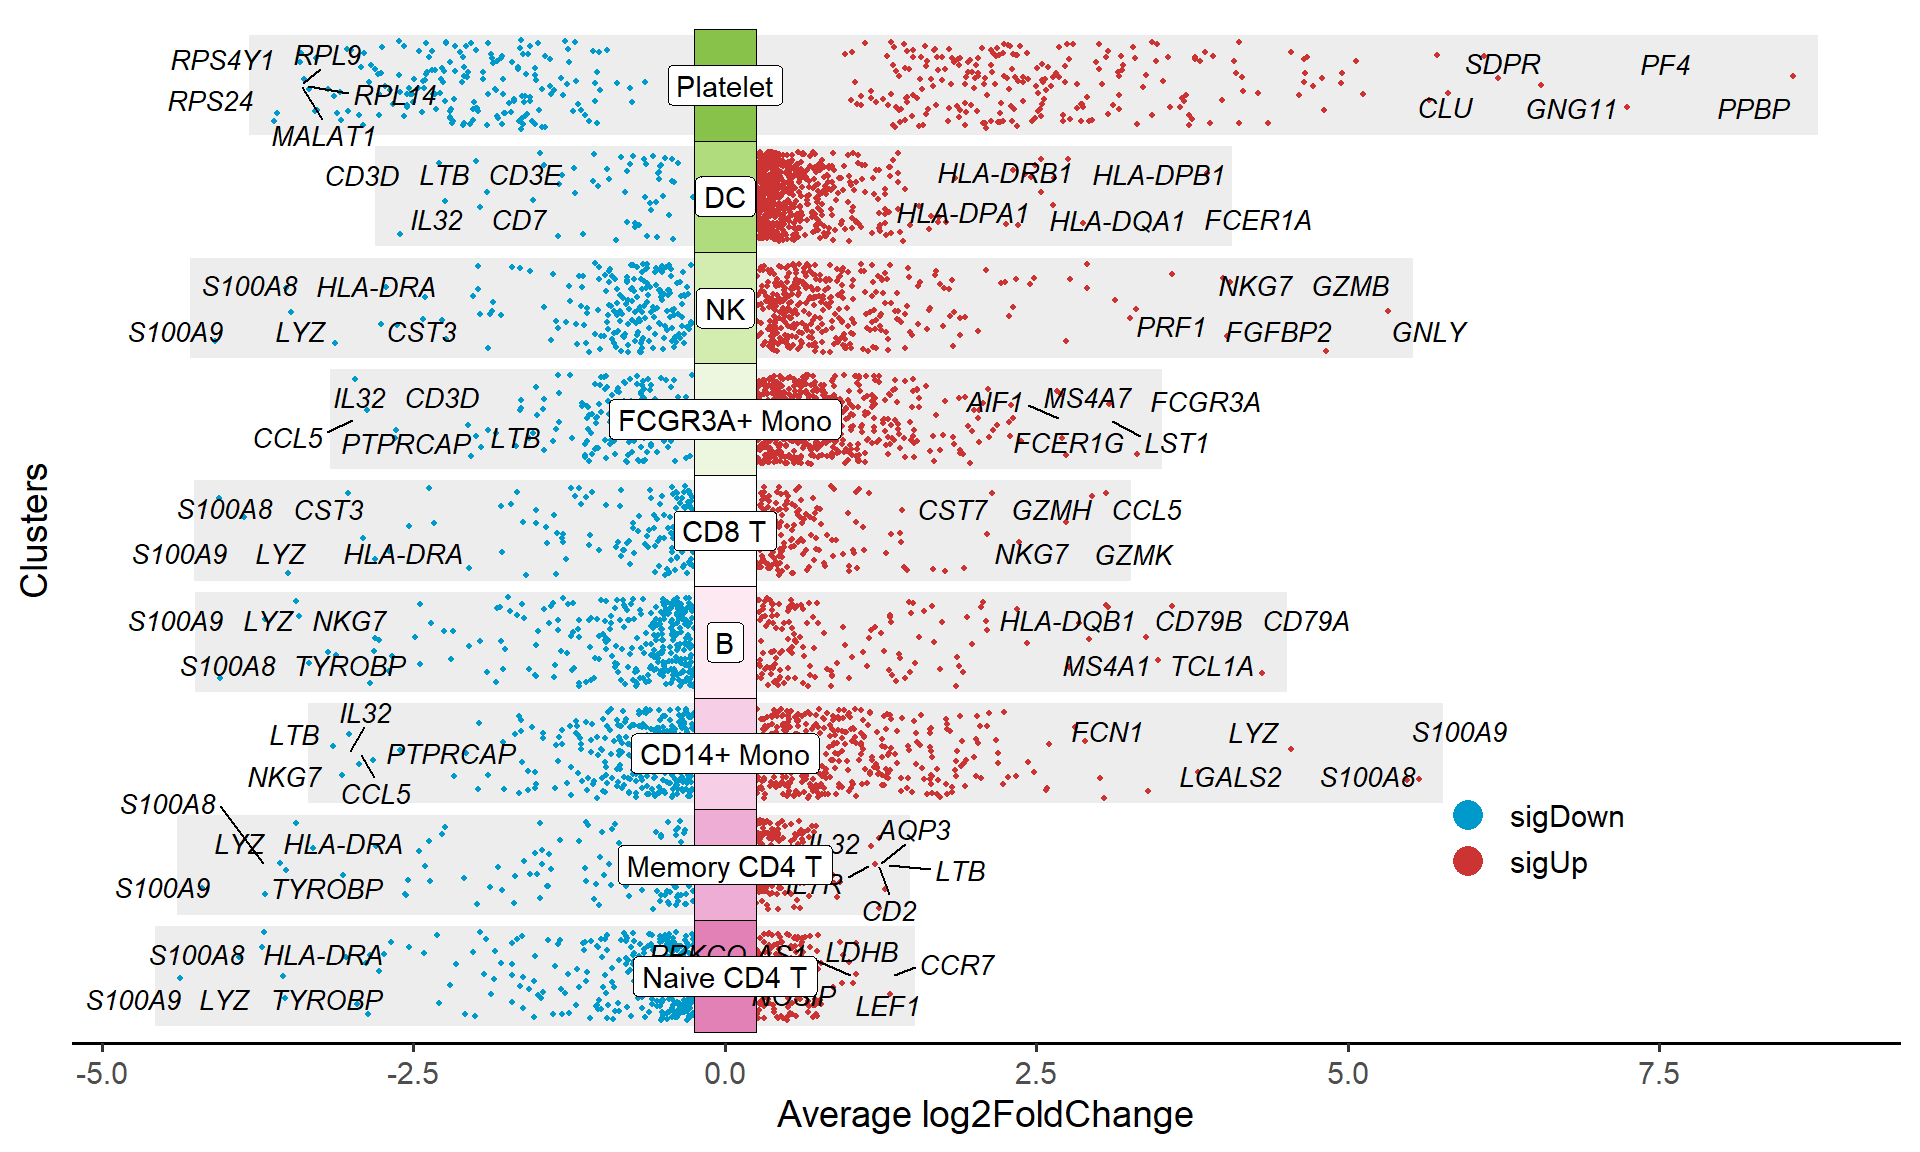 RPS4Y1 RPL9 SDPR PF4
Platelet
RPS24 RPL14 CLU GNG11 PPBP
MALAT1
CD3D LTB CD3E HLA-DRB1 HLA-DPB1
DC
IL32 CD7 HLA-DPA1 HLA-DQA1 FCER1A
S100A8 HLA-DRA NKG7 GZMB
NK
S100A9 LYZ CST3 PRF1 FGFBP2 GNLY
IL32 CD3D AIF1 MS4A7 FCGR3A
FCGR3A+ Mono
CCL5 PTPRCAP LTB FCER1G LST1
S100A8 CST3 CST7 GZMH CCL5
CD8 T
S100A9 LYZ HLA-DRA NKG7 GZMK
S100A9 LYZ NKG7 HLA-DQB1 CD79B CD79A
B
S100A8 TYROBP MS4A1 TCL1A
IL32
LTB FCN1 LYZ S100A9
PTPRCAP CD14+ Mono
NKG7 LGALS2 S100A8
CCL5
S100A8
LYZ HLA-DRA IL32 AQP3
Memory CD4 T LTB
S100A9 TYROBP IL7R
CD2
S100A8 HLA-DRA PRKCQ-AS1 LDHB
CCR7
Naive CD4 T
S100A9 LYZ TYROBP NOSIP LEF1
Clusters
sigDown
sigUp
-5.0 -2.5 0.0 2.5 5.0 7.5
Average log2FoldChange